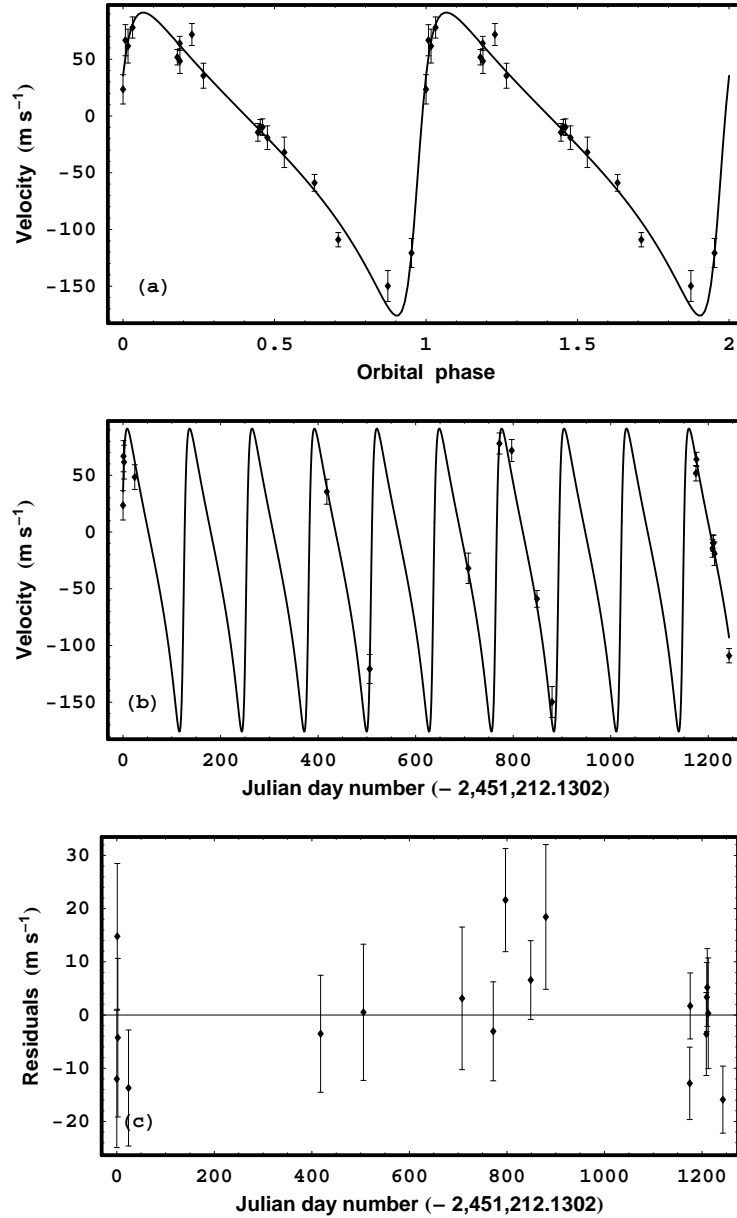 50
0
−50
−100
−150
Velocity (m s−1)
(a)
0 0.5 1 1.5 2
Orbital phase
50
0
−50
−100
−150
Velocity (m s−1)
(b)
0 200 400 600 800 1000 1200
Julian day number (− 2,451,212.1302)
30
20
10
0
−10
−20
Residuals (m s−1)
(c)
0 200 400 600 800 1000 1200
Julian day number (− 2,451,212.1302)